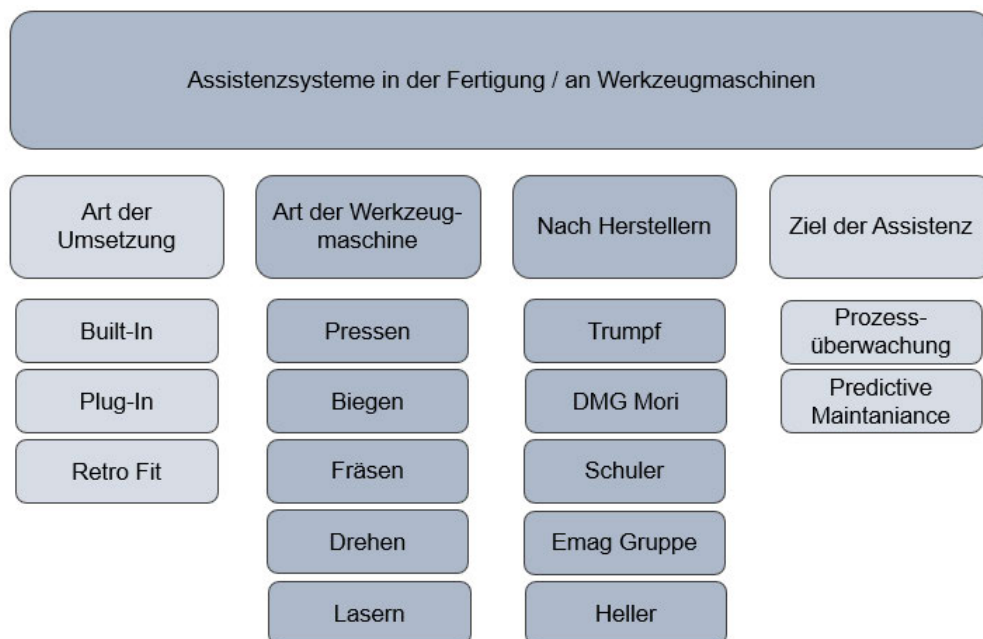 Assistenzsysteme in der Fertigung / an Werkzeugmaschinen
Art der
Umsetzung
Built-In
Plug-In
Retro Fit
Art der Werkzeug-
maschine
Pressen
Biegen
Fräsen
Drehen
Lasern
Nach Herstellern
Trumpf
DMG Mori
Schuler
Emag Gruppe
Heller
Ziel der Assistenz
Prozess-
überwachung
Predictive
Maintaniance